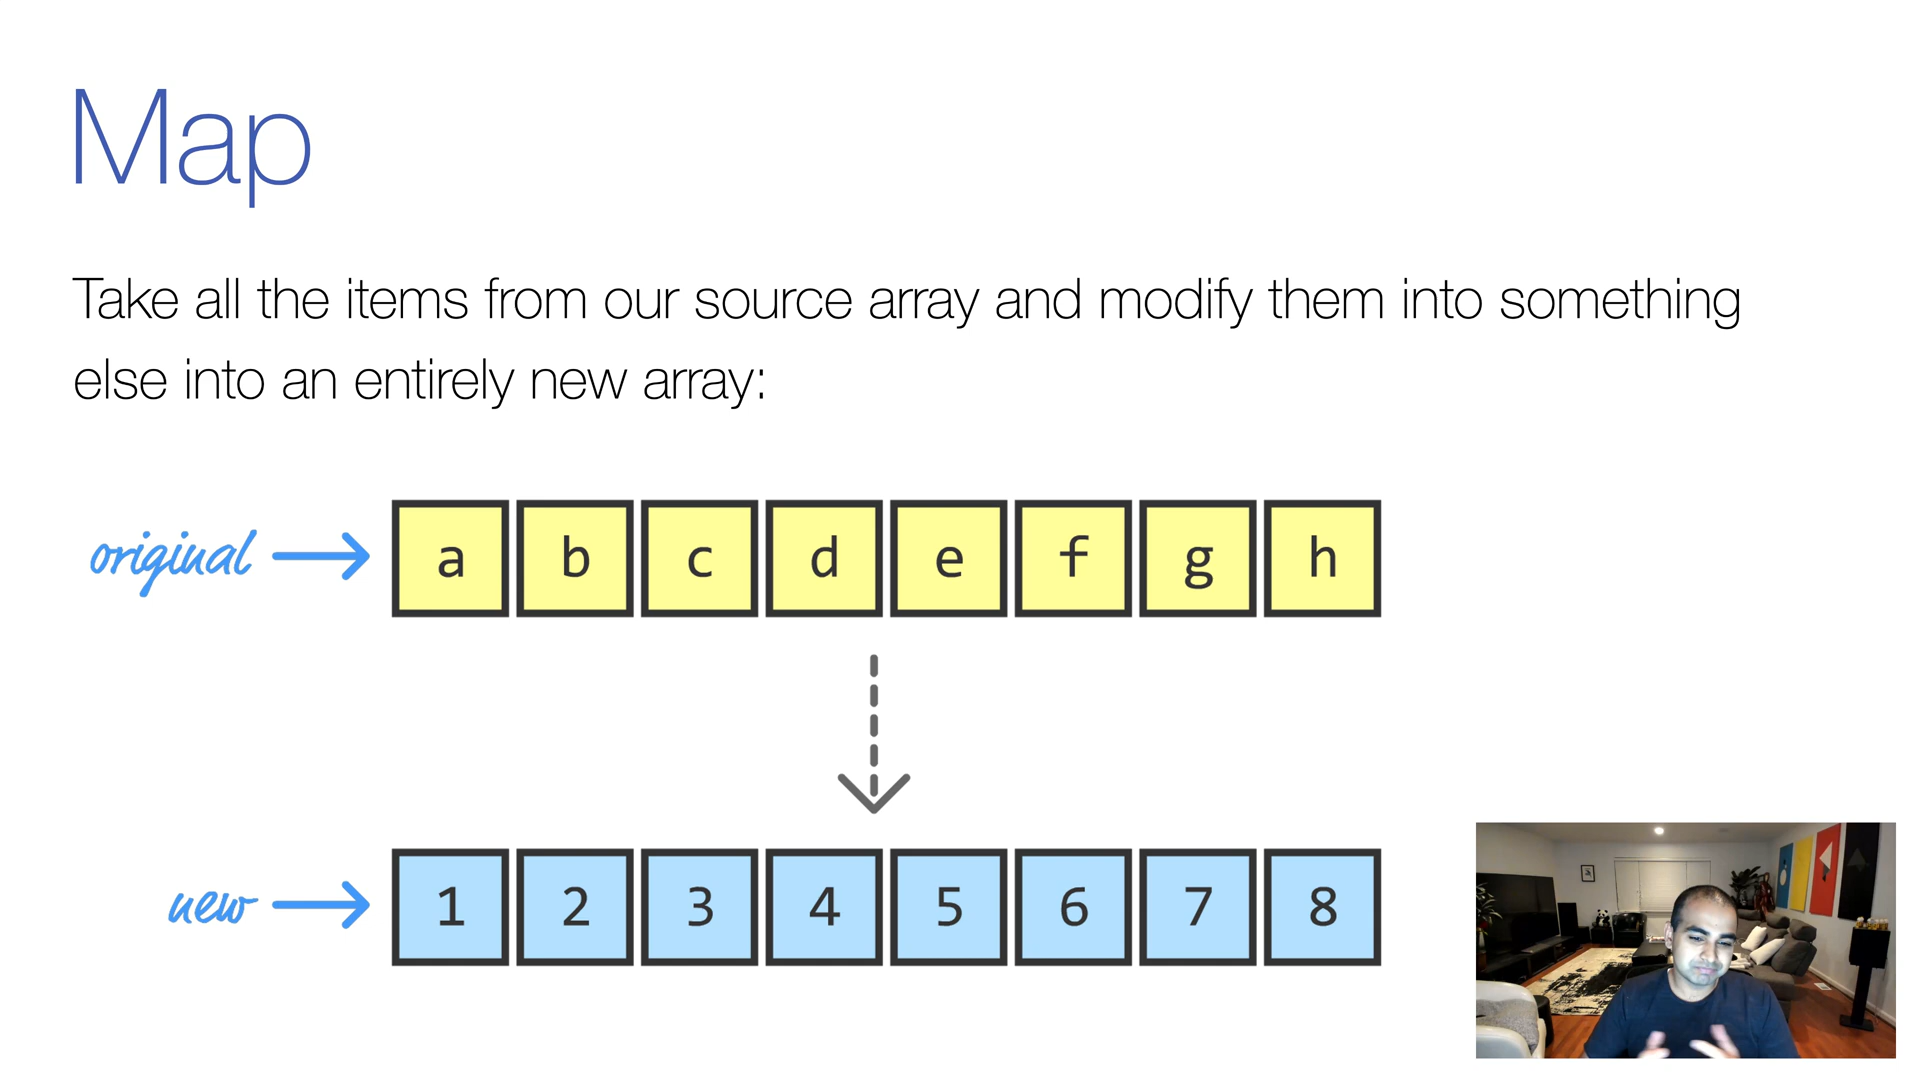 Map
Take all the items from our source array and modify them into something
else into an entirely new array:
original
a b c d e f g h
new
1 2 3 4 5 6 7 8